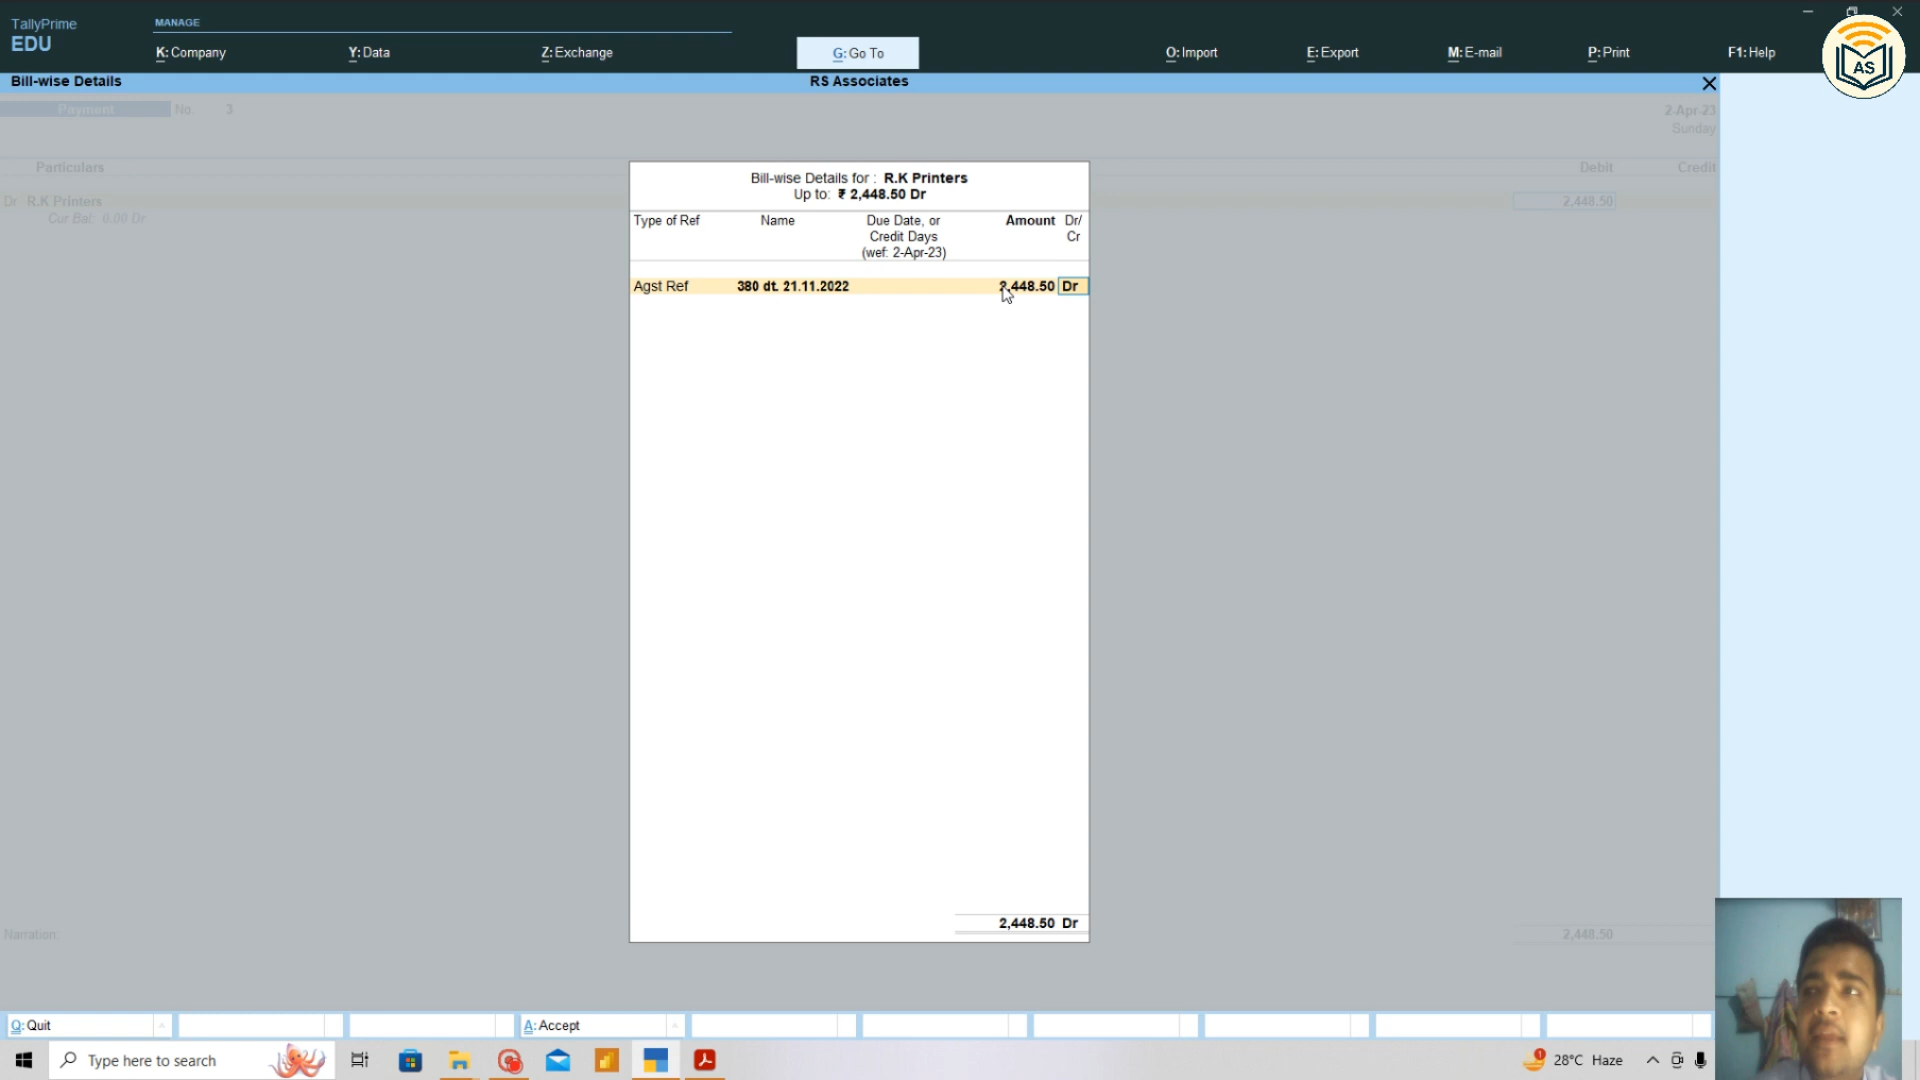 TallyPrime
EDU
MANAGE
K: Company
Y: Data
Z: Exchange
G: Go To
O: Import
E: Export
M: E-mail
P: Print
F1: Help
AS
Bill-wise Details
RS Associates
Payment No. 3
2-Apr-23
Sunday
Particulars
Debit
Credit
Dr R.K Printers
2,448.50
Cur Bal: 0.00 Dr
Bill-wise Details for : R.K Printers
Up to: ₹ 2,448.50 Dr
Type of Ref
Name
Due Date, or
Credit Days
(wef: 2-Apr-23)
Amount
Dr/
Cr
Agst Ref 380 dt. 21.11.2022 2,448.50 Dr
2,448.50 Dr
Narration:
2,448.50
Q: Quit
A: Accept
Type here to search
28°C Haze